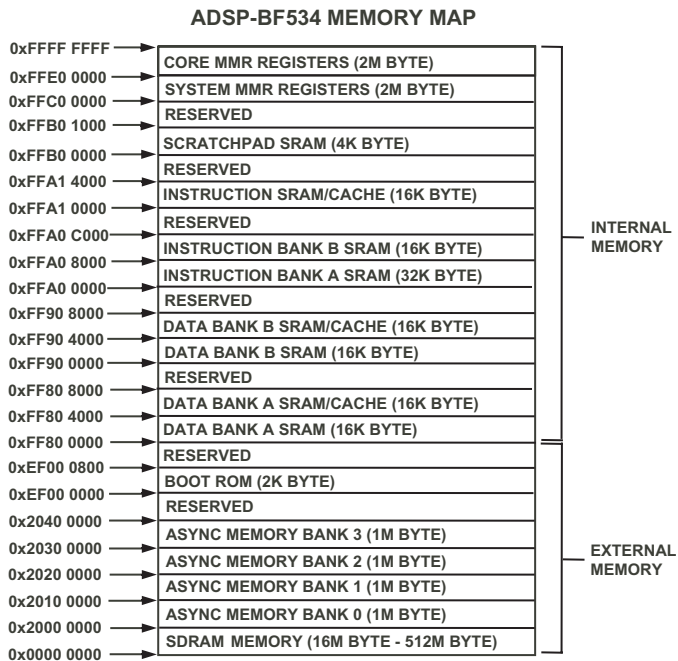 ADSP-BF534 MEMORY MAP
0xFFFF FFFF
CORE MMR REGISTERS (2M BYTE)
0xFFE0 0000
SYSTEM MMR REGISTERS (2M BYTE)
0xFFC0 0000
RESERVED
0xFFB0 1000
SCRATCHPAD SRAM (4K BYTE)
0xFFB0 0000
RESERVED
0xFFA1 4000
INSTRUCTION SRAM/CACHE (16K BYTE)
0xFFA1 0000
RESERVED
0xFFA0 C000
INSTRUCTION BANK B SRAM (16K BYTE)
0xFFA0 8000
INSTRUCTION BANK A SRAM (32K BYTE)
0xFFA0 0000
RESERVED
0xFF90 8000
DATA BANK B SRAM/CACHE (16K BYTE)
0xFF90 4000
DATA BANK B SRAM (16K BYTE)
0xFF90 0000
RESERVED
0xFF80 8000
DATA BANK A SRAM/CACHE (16K BYTE)
0xFF80 4000
DATA BANK A SRAM (16K BYTE)
0xFF80 0000
RESERVED
0xEF00 0800
BOOT ROM (2K BYTE)
0xEF00 0000
RESERVED
0x2040 0000
ASYNC MEMORY BANK 3 (1M BYTE)
0x2030 0000
ASYNC MEMORY BANK 2 (1M BYTE)
0x2020 0000
ASYNC MEMORY BANK 1 (1M BYTE)
0x2010 0000
ASYNC MEMORY BANK 0 (1M BYTE)
0x2000 0000
SDRAM MEMORY (16M BYTE - 512M BYTE)
0x0000 0000
INTERNAL
MEMORY
EXTERNAL
MEMORY